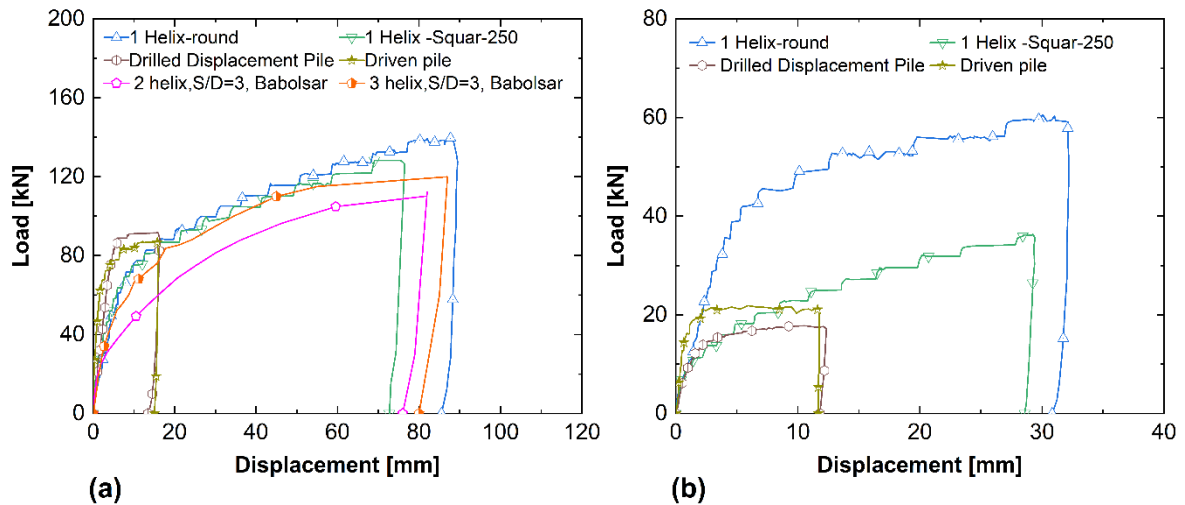 200
160
120
80
40
0
Load [kN]
1 Helix-round
1 Helix -Squar-250
Drilled Displacement Pile
Driven pile
2 helix,S/D=3, Babolsar
3 helix,S/D=3, Babolsar
0 20 40 60 80 100 120
Displacement [mm]
(a)
80
60
40
20
0
Load [kN]
1 Helix-round
1 Helix -Squar-250
Drilled Displacement Pile
Driven pile
0 10 20 30 40
Displacement [mm]
(b)